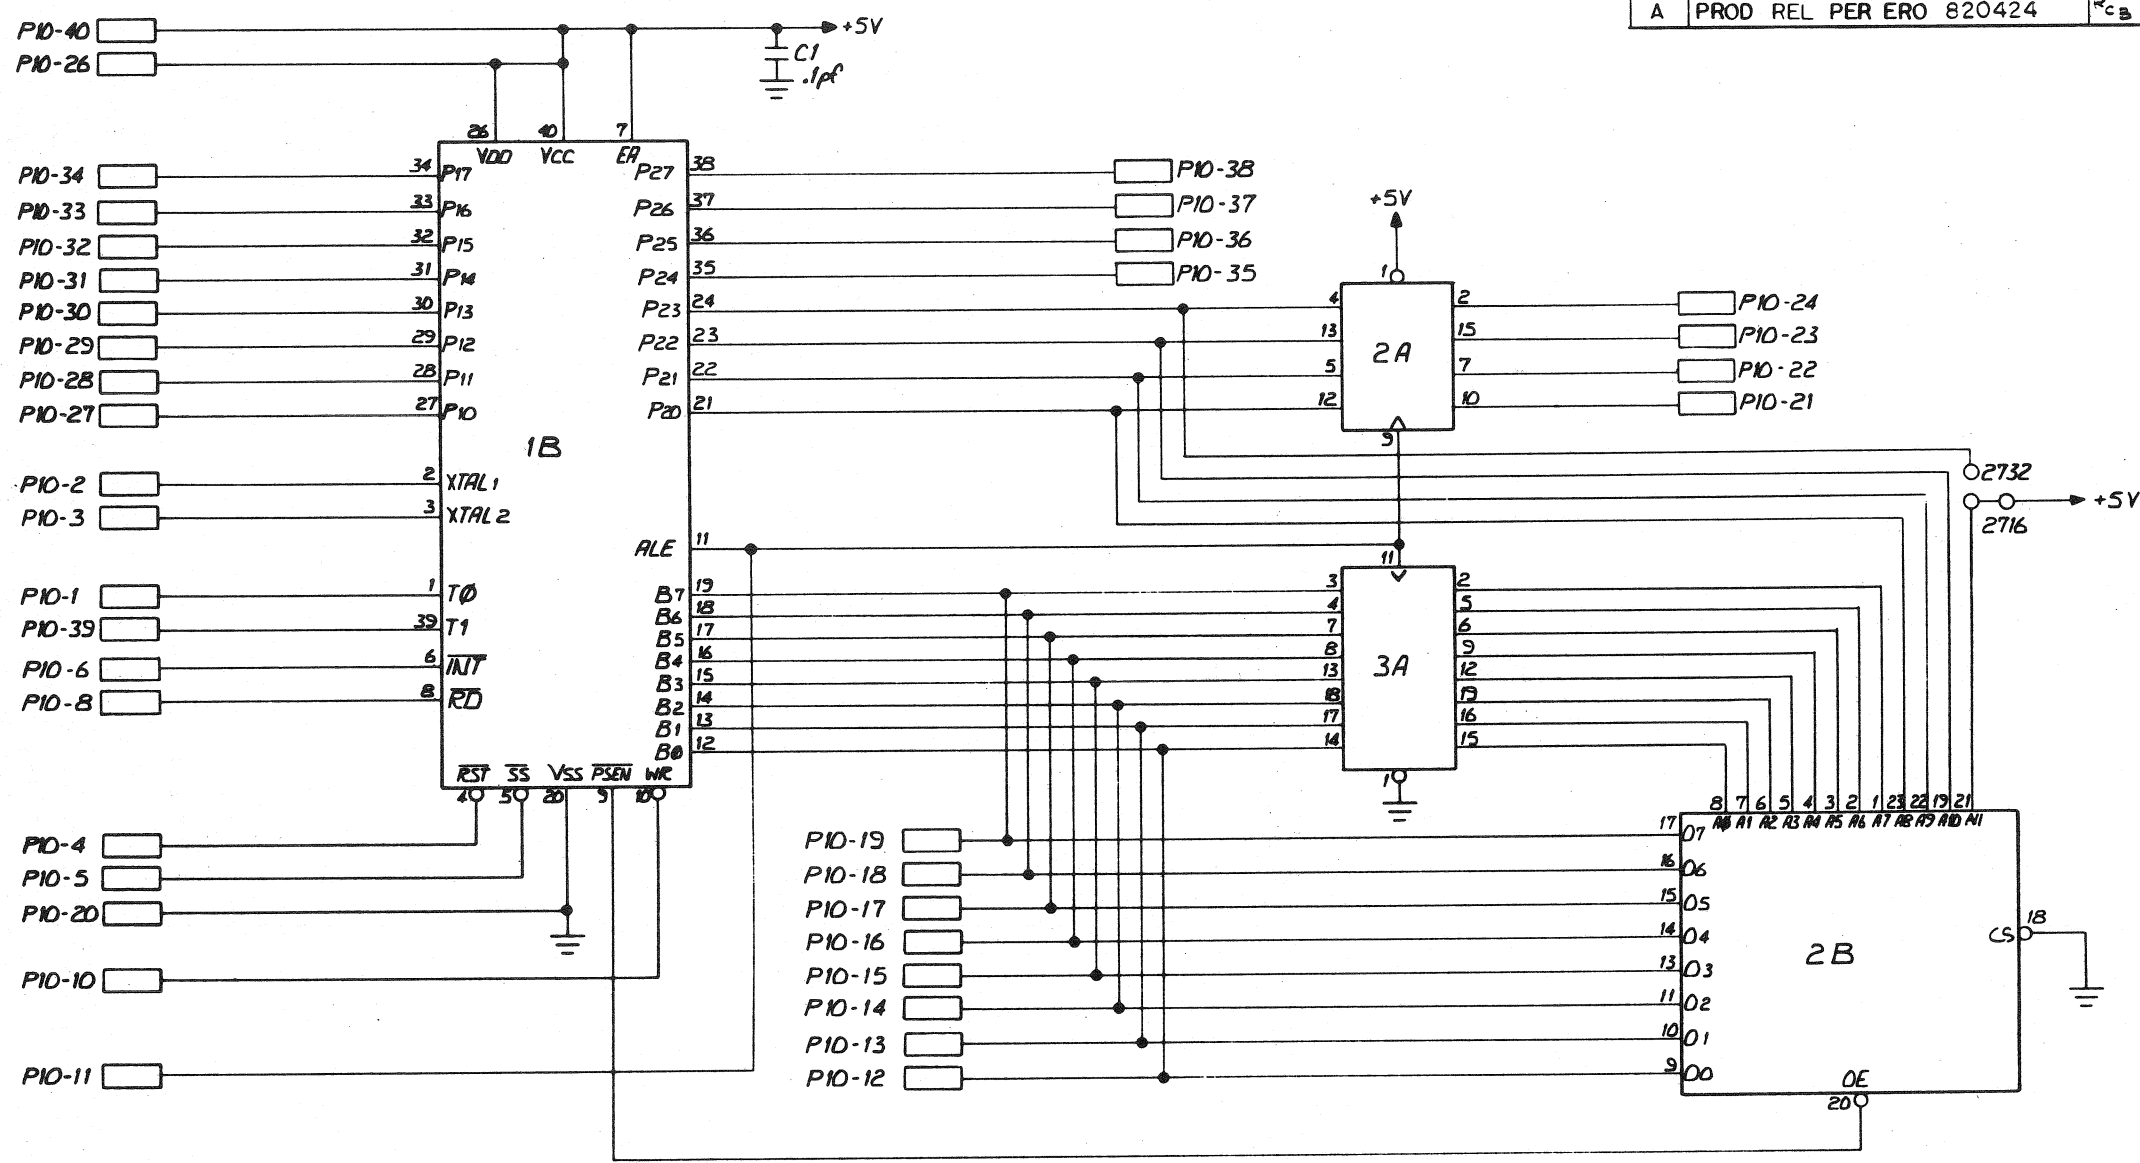 A PROD REL PER ERO 820424 RCB
P10-40
+5V
P10-26
C1
.1pf
26 40 7
VDD VCC EA
P10-34 34 P17 P27 38 P10-38
P10-33 33 P16 P26 37 P10-37
+5V
P10-32 32 P15 P25 36 P10-36
P10-31 31 P14 P24 35 P10-35
1
P10-30 30 P13 P23 24 4 2 P10-24
P10-29 29 P12 P22 23 13 15 P10-23
2A
P10-28 28 P11 P21 22 5 7 P10-22
P10-27 27 P10 P20 21 12 10 P10-21
9
1B
2732
P10-2 2 XTAL1
+5V
P10-3 3 XTAL2
2716
ALE 11
11
P10-1 1 TØ
P10-39 39 T1
P10-6 6 INT
P10-8 8 RD
B7 19 3 2
B6 18 4 5
B5 17 7 6
B4 16 8 9
3A
B3 15 13 12
B2 14 18 19
B1 13 17 16
BØ 12 14 15
1
RST SS VSS PSEN WR
4 5 20 9 10
8 7 6 5 4 3 2 1 23 22 19 21
AØ A1 A2 A3 A4 A5 A6 A7 A8 A9 A10 A11
P10-4
P10-5
P10-20
P10-10
P10-11
P10-19 17 O7
P10-18 16 O6
P10-17 15 O5
18
CS
P10-16 14 O4
2B
P10-15 13 O3
P10-14 11 O2
P10-13 10 O1
P10-12 9 O0
OE
20